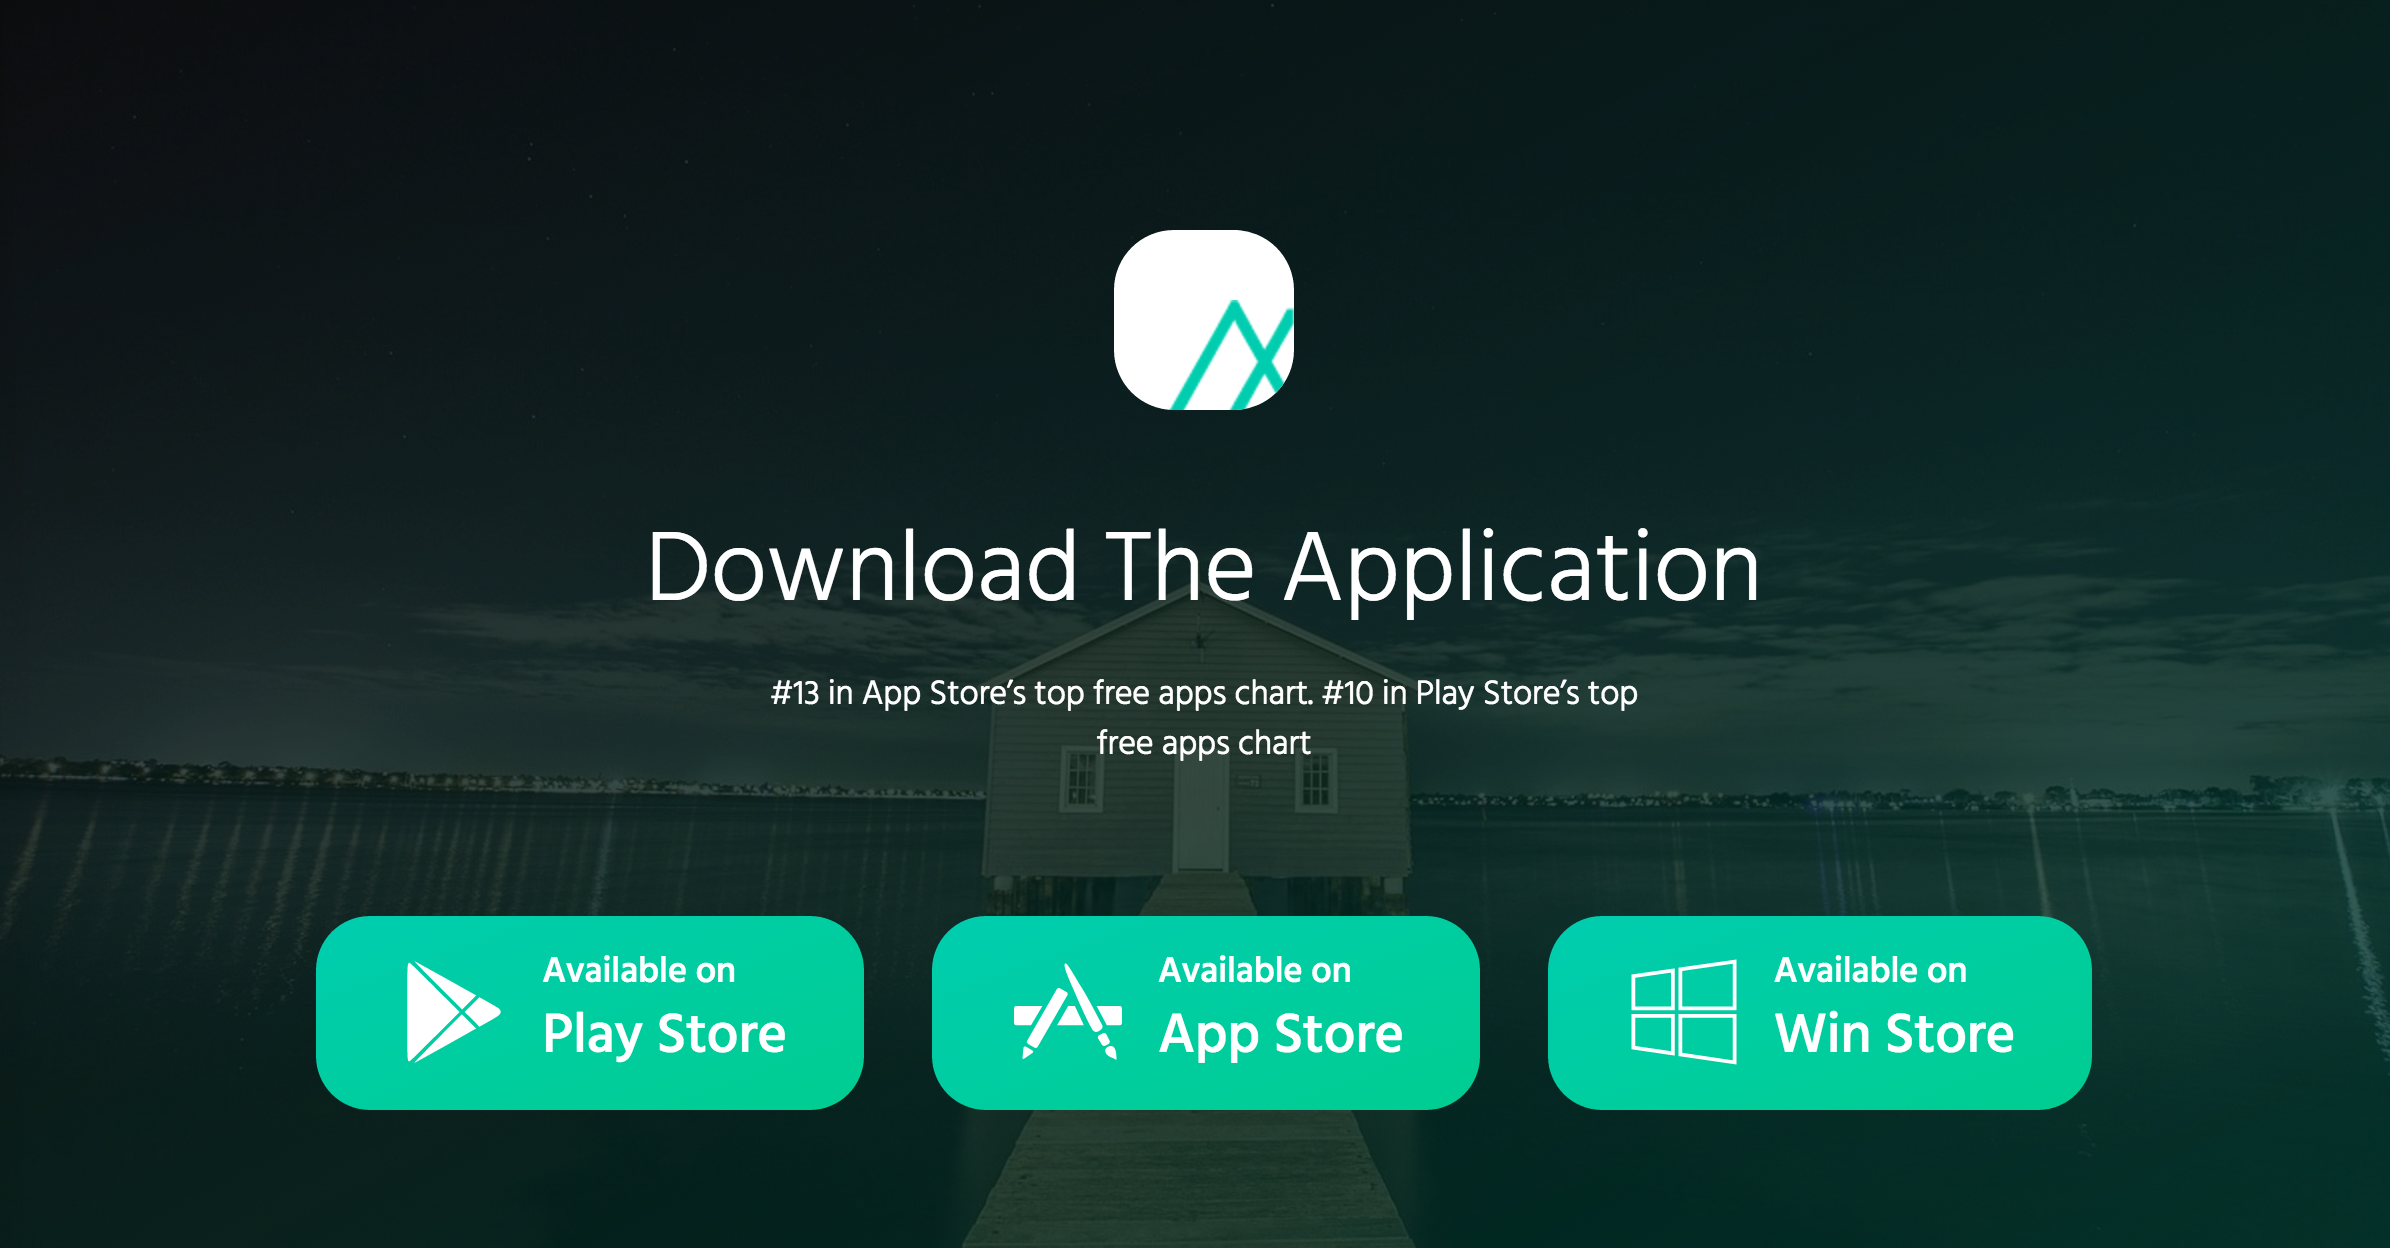 Download The Application
#13 in App Store’s top free apps chart. #10 in Play Store’s top
free apps chart
Available on
Play Store
Available on
App Store
Available on
Win Store